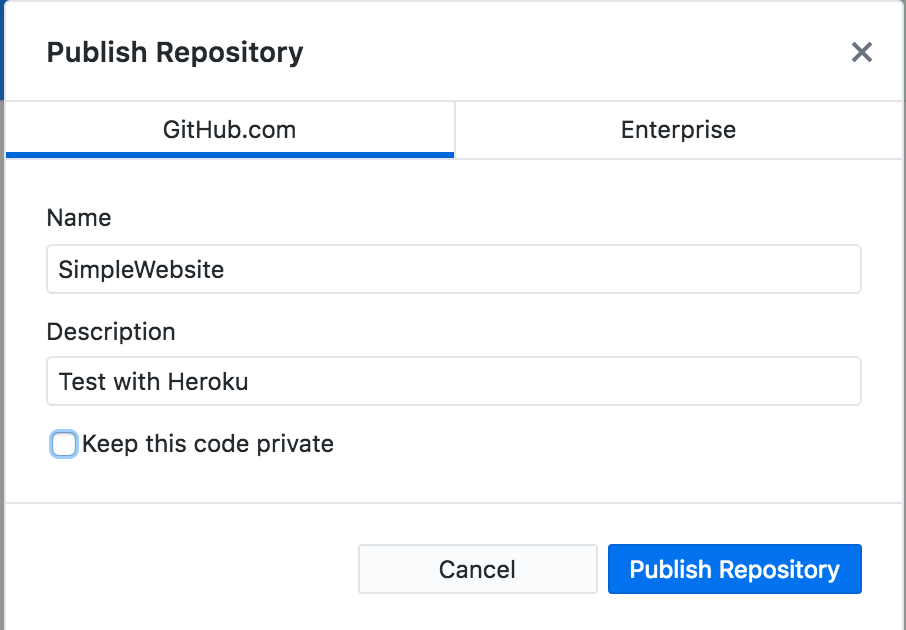 Publish Repository
GitHub.com
Enterprise
Name
SimpleWebsite
Description
Test with Heroku
Keep this code private
Cancel
Publish Repository